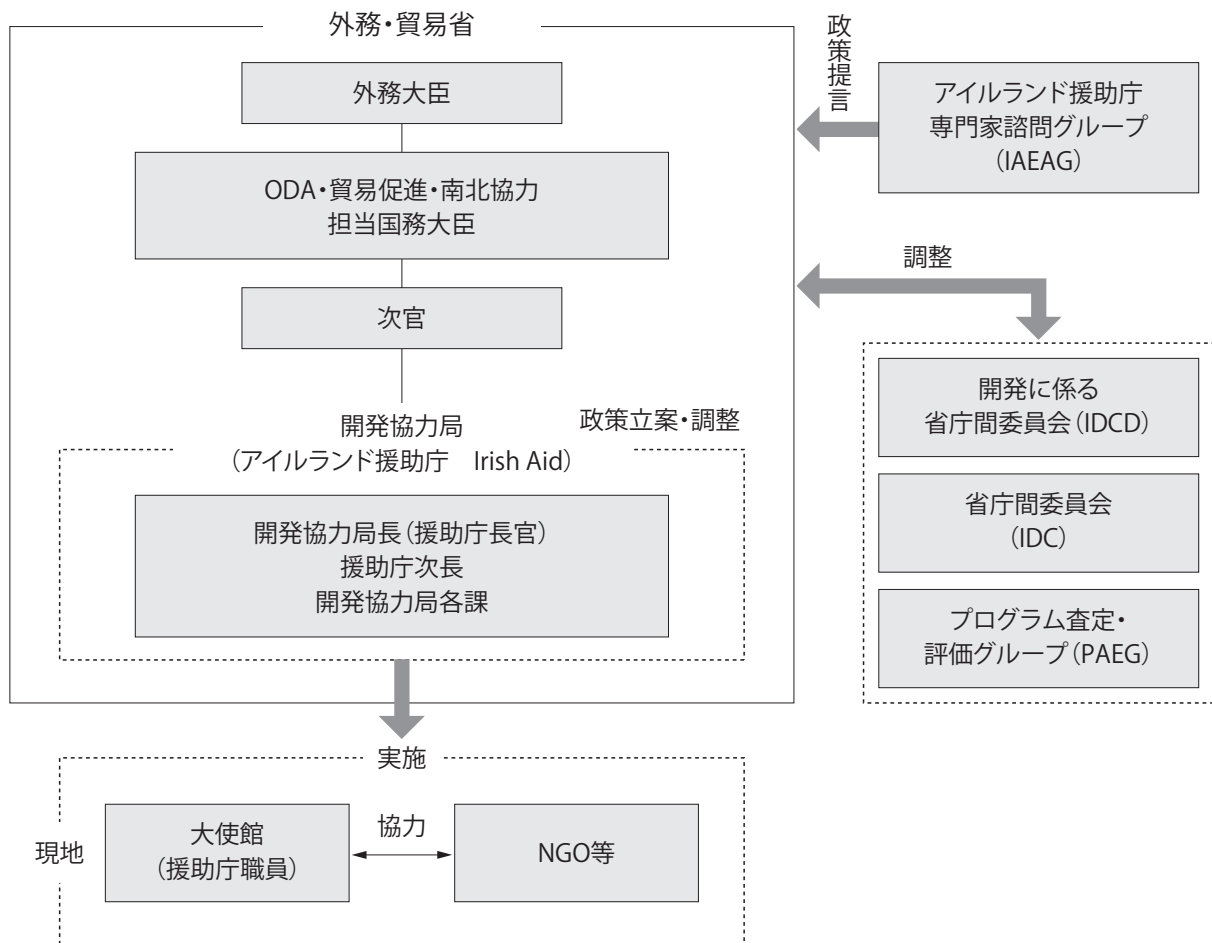 外務・貿易省
外務大臣
ODA・貿易促進・南北協力
担当国務大臣
次官
開発協力局
(アイルランド援助庁　Irish Aid)
政策立案・調整
開発協力局長(援助庁長官)
援助庁次長
開発協力局各課
政策提言
アイルランド援助庁
専門家諮問グループ
(IAEAG)
調整
開発に係る
省庁間委員会(IDCD)
省庁間委員会
(IDC)
プログラム査定・
評価グループ(PAEG)
実施
現地
大使館
(援助庁職員)
協力
NGO等